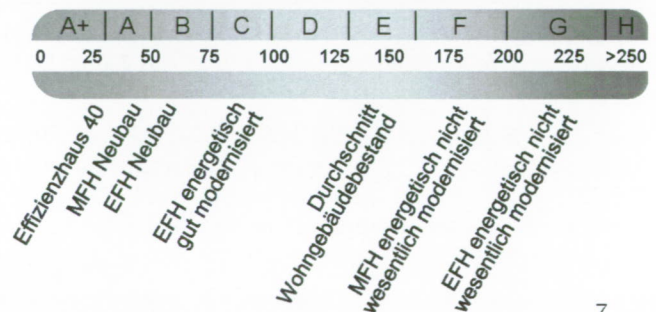 A+ A B C D E F G H
0 25 50 75 100 125 150 175 200 225 >250
Effizienzhaus 40
MFH Neubau
EFH Neubau
EFH energetisch
gut modernisiert
Durchschnitt
Wohngebäudebestand
MFH energetisch nicht
wesentlich modernisiert
EFH energetisch nicht
wesentlich modernisiert
7